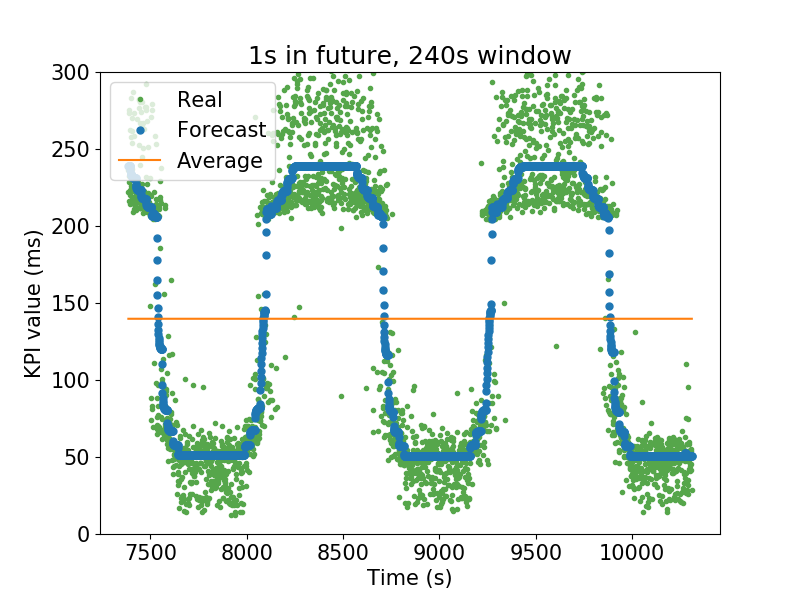 1s in future, 240s window
300
250
200
150
100
50
0
KPI value (ms)
Real
Forecast
Average
7500 8000 8500 9000 9500 10000
Time (s)